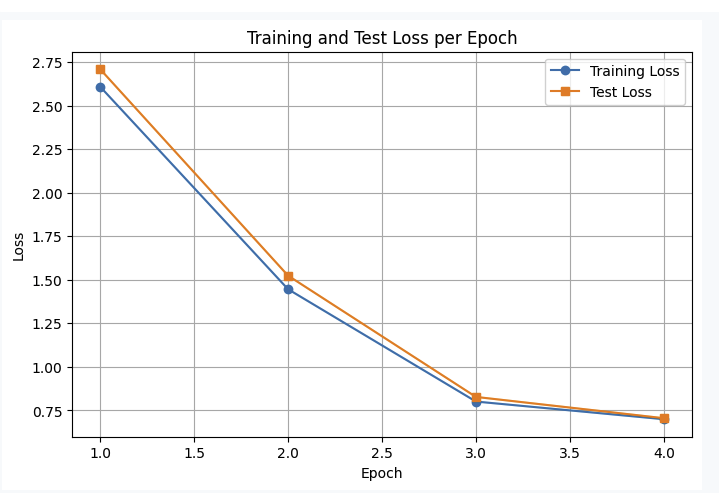 Training and Test Loss per Epoch
Training Loss
Test Loss
2.75
2.50
2.25
2.00
1.75
1.50
1.25
1.00
0.75
Loss
1.0 1.5 2.0 2.5 3.0 3.5 4.0
Epoch